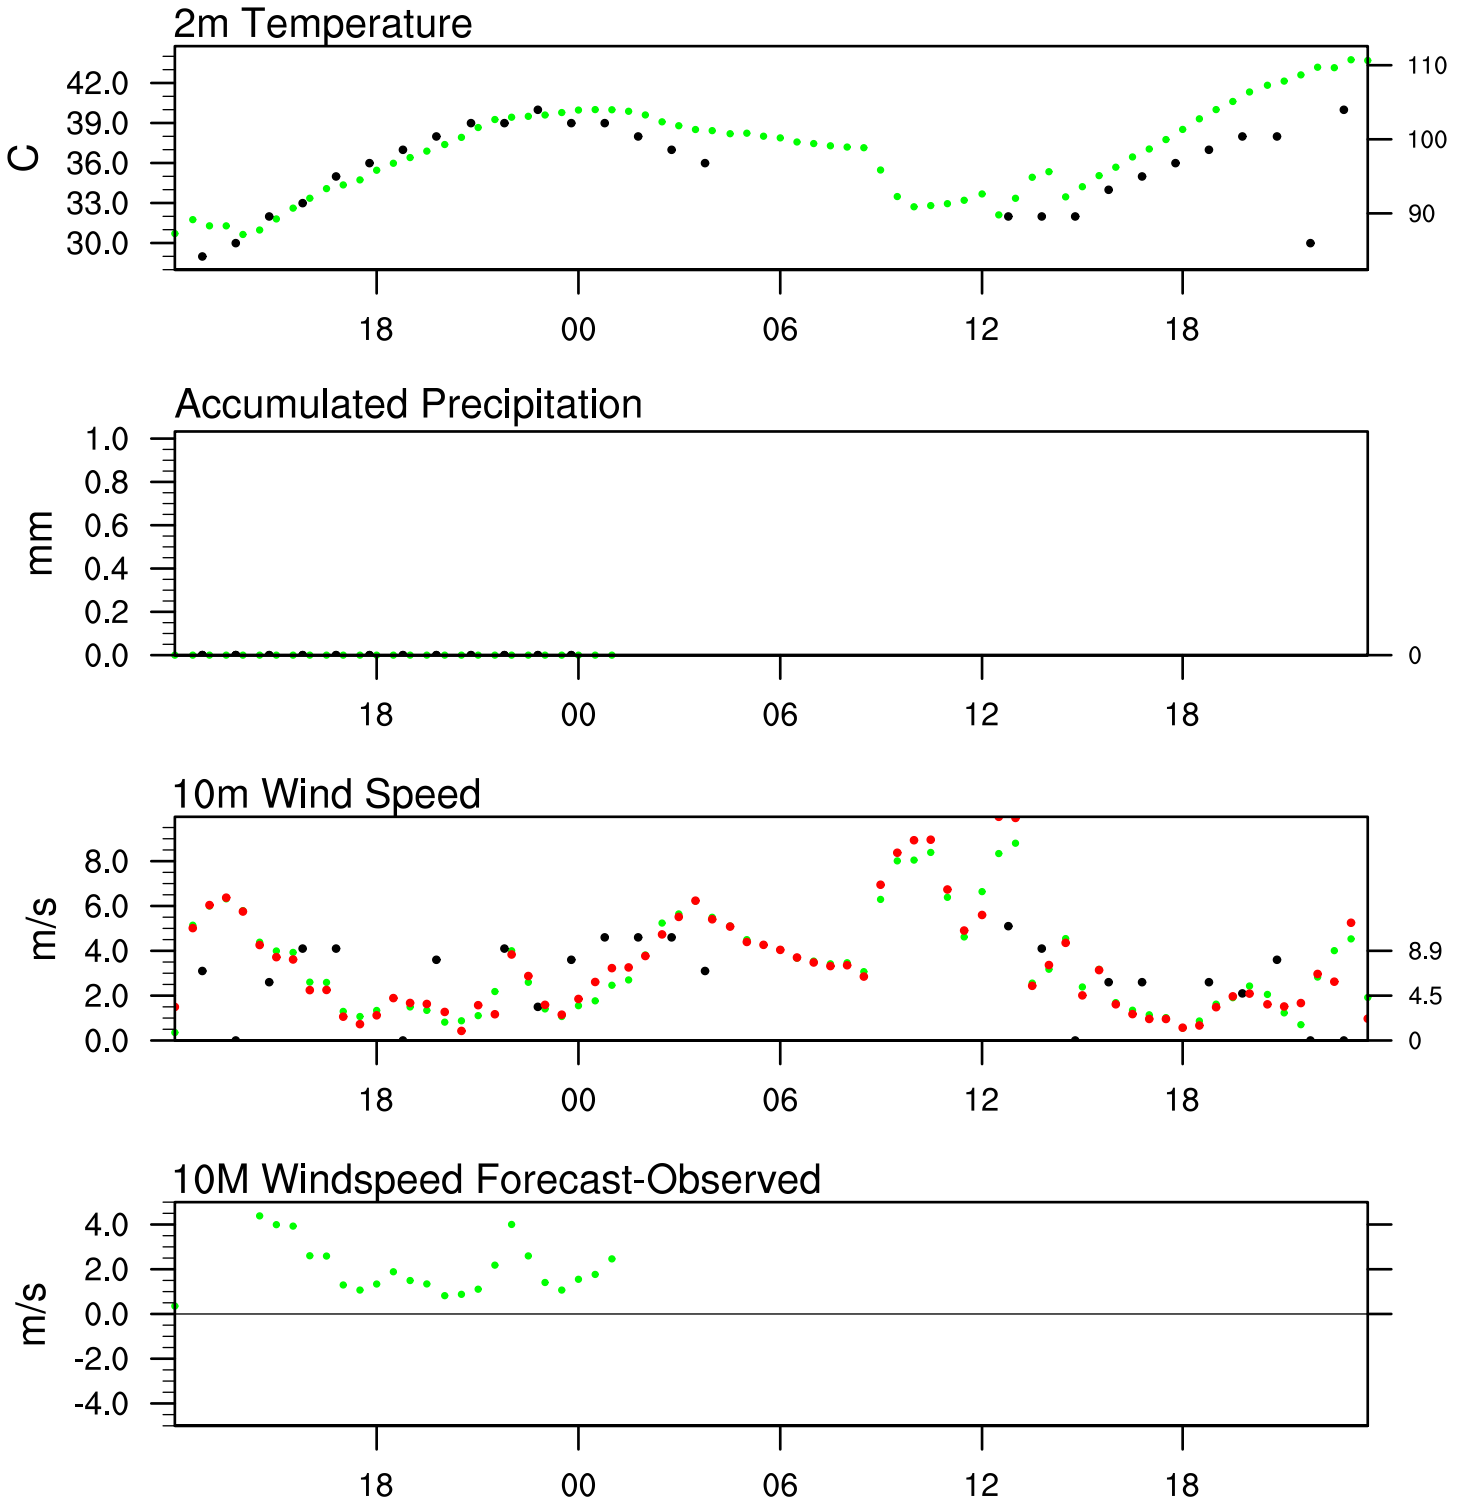 2m Temperature
C
42.0
39.0
36.0
33.0
30.0
110
100
90
18 00 06 12 18
Accumulated Precipitation
mm
1.0
0.8
0.6
0.4
0.2
0.0
0
18 00 06 12 18
10m Wind Speed
m/s
8.0
6.0
4.0
2.0
0.0
8.9
4.5
0
18 00 06 12 18
10M Windspeed Forecast-Observed
m/s
4.0
2.0
0.0
-2.0
-4.0
18 00 06 12 18